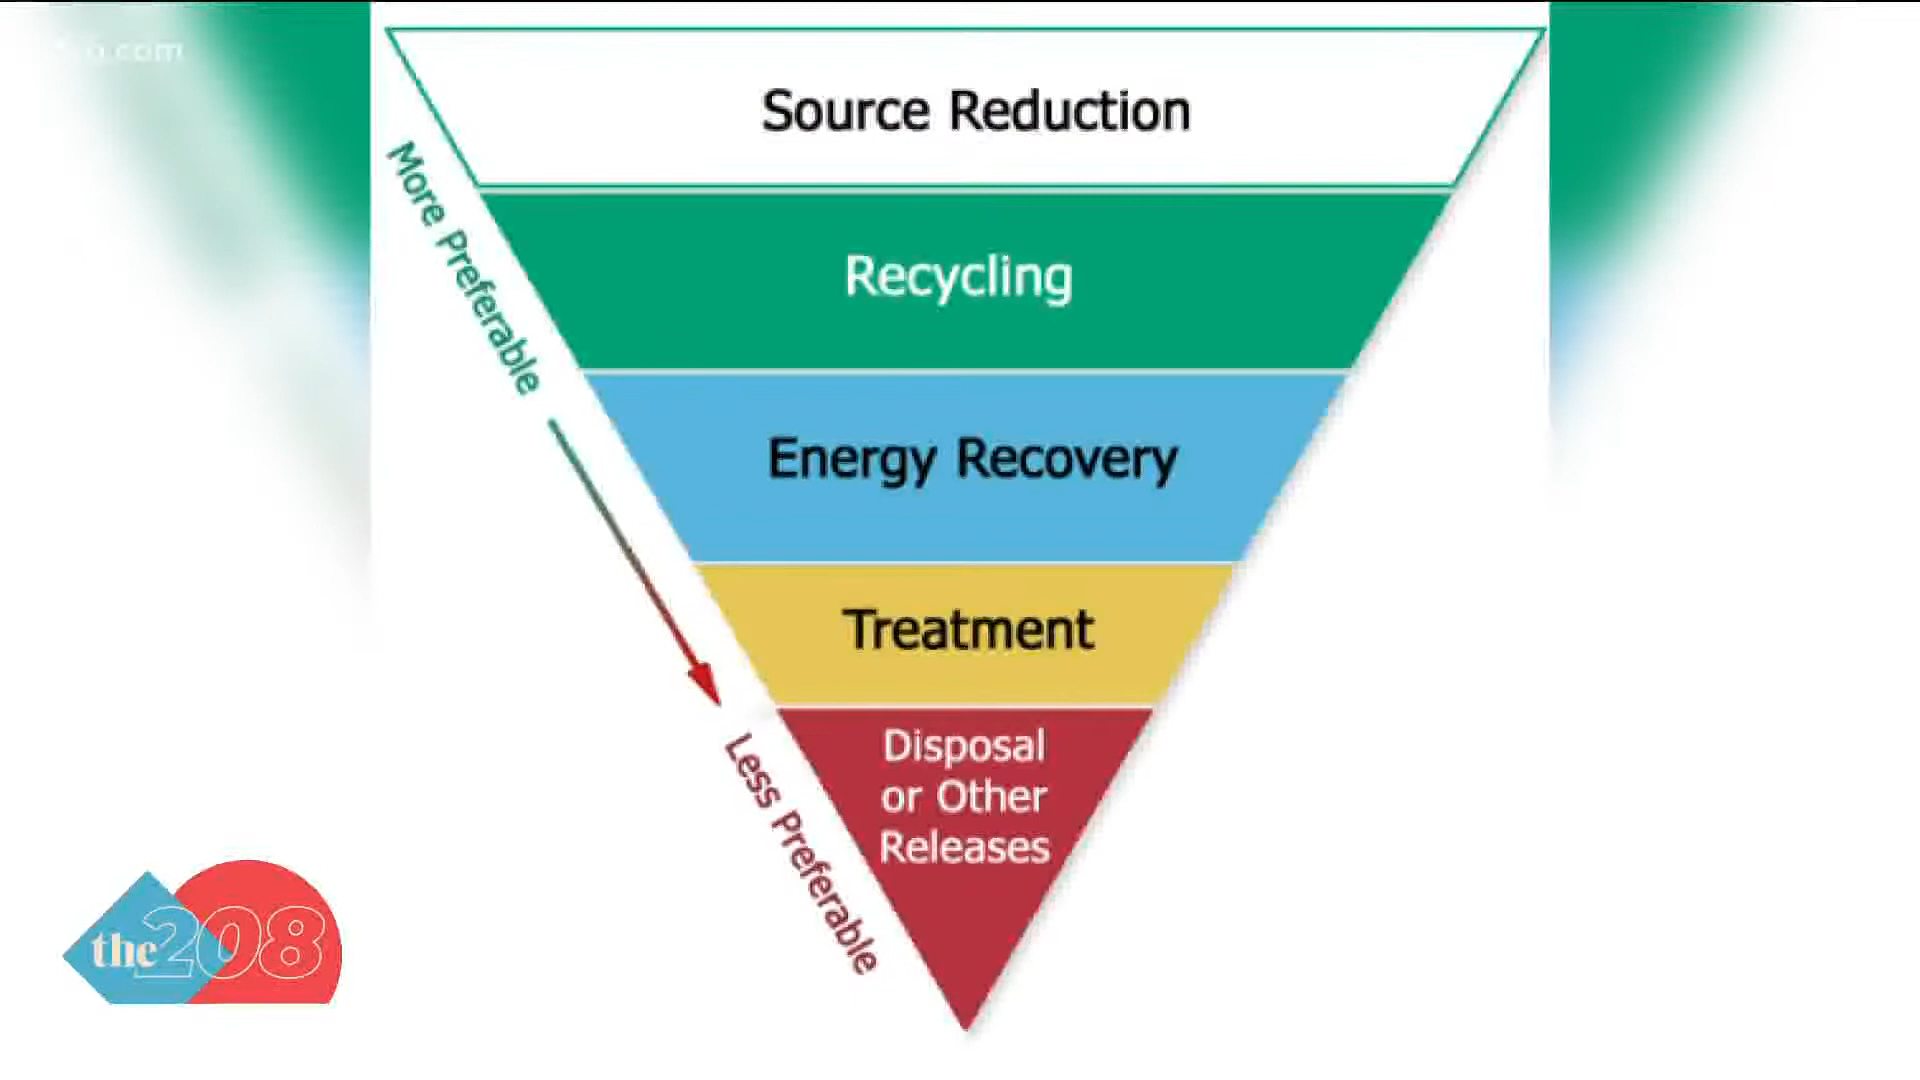 Source Reduction
Recycling
Energy Recovery
Treatment
Disposal
or Other
Releases
More Preferable
Less Preferable
the208